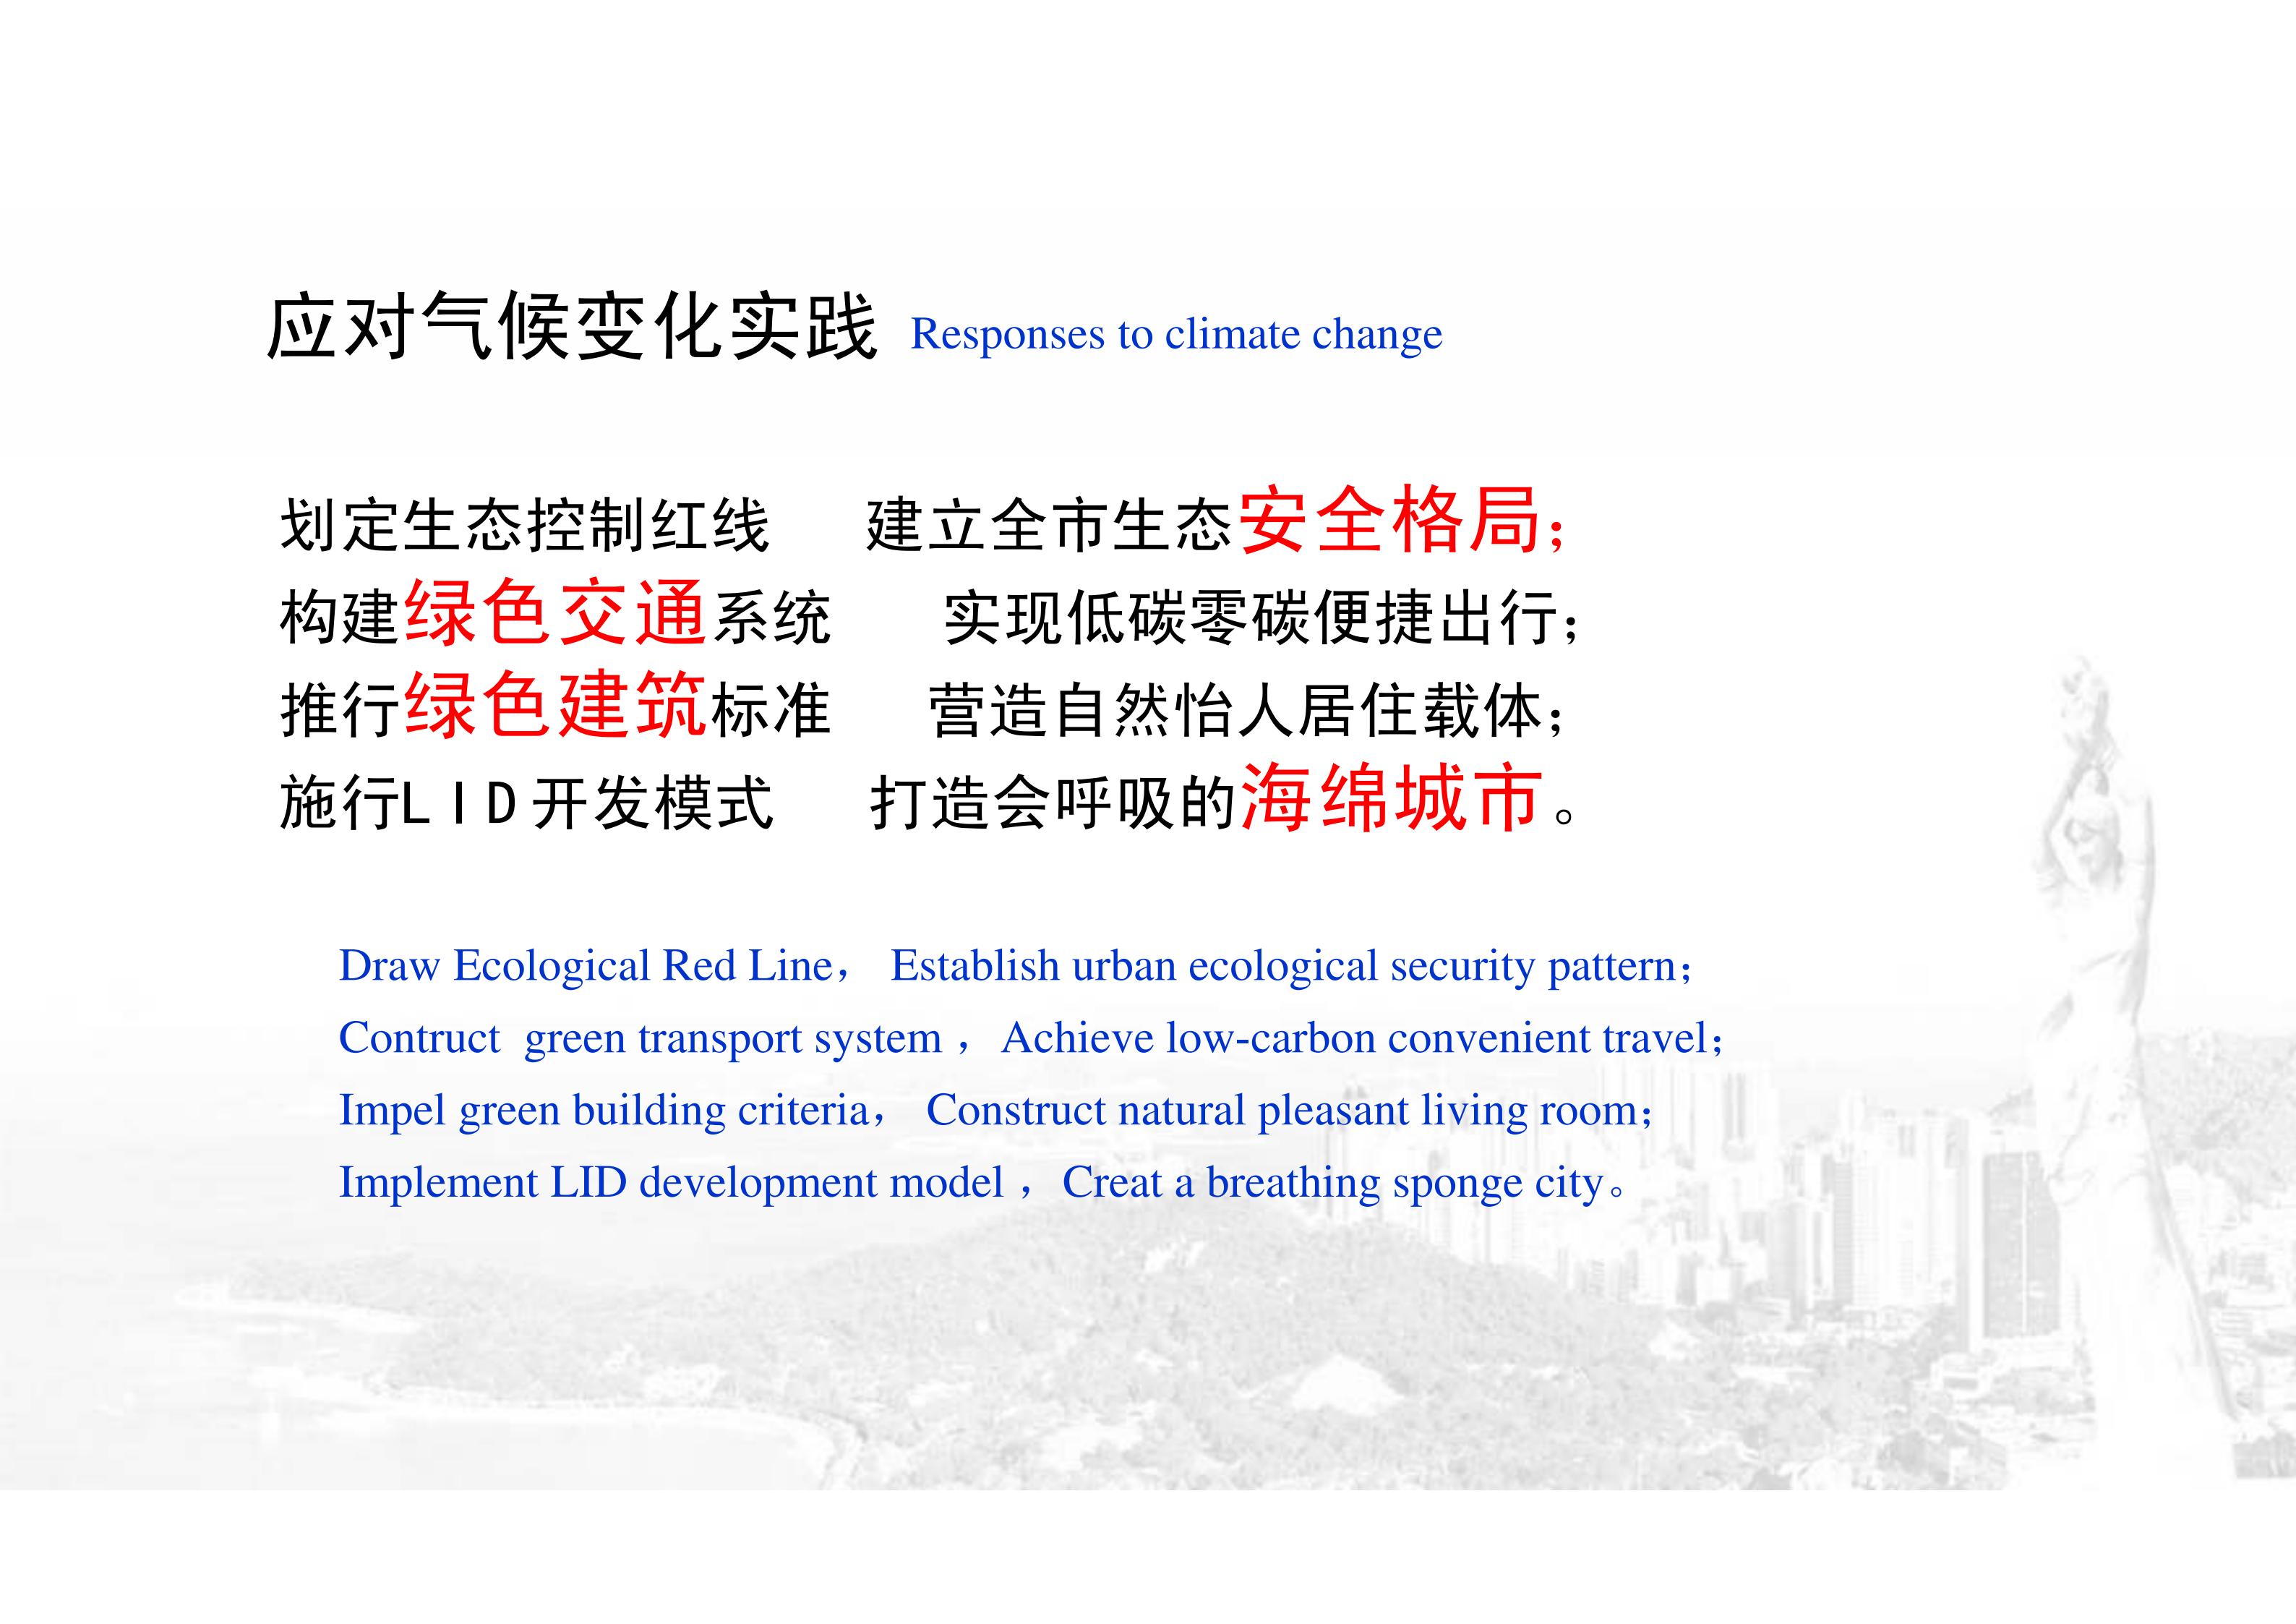 应对气候变化实践 Responses to climate change
划定生态控制红线 建立全市生态安全格局；
构建绿色交通系统 实现低碳零碳便捷出行；
推行绿色建筑标准 营造自然怡人居住载体；
施行LID开发模式 打造会呼吸的海绵城市。
Draw Ecological Red Line， Establish urban ecological security pattern；
Contruct green transport system ，Achieve low-carbon convenient travel；
Impel green building criteria， Construct natural pleasant living room；
Implement LID development model ，Creat a breathing sponge city。